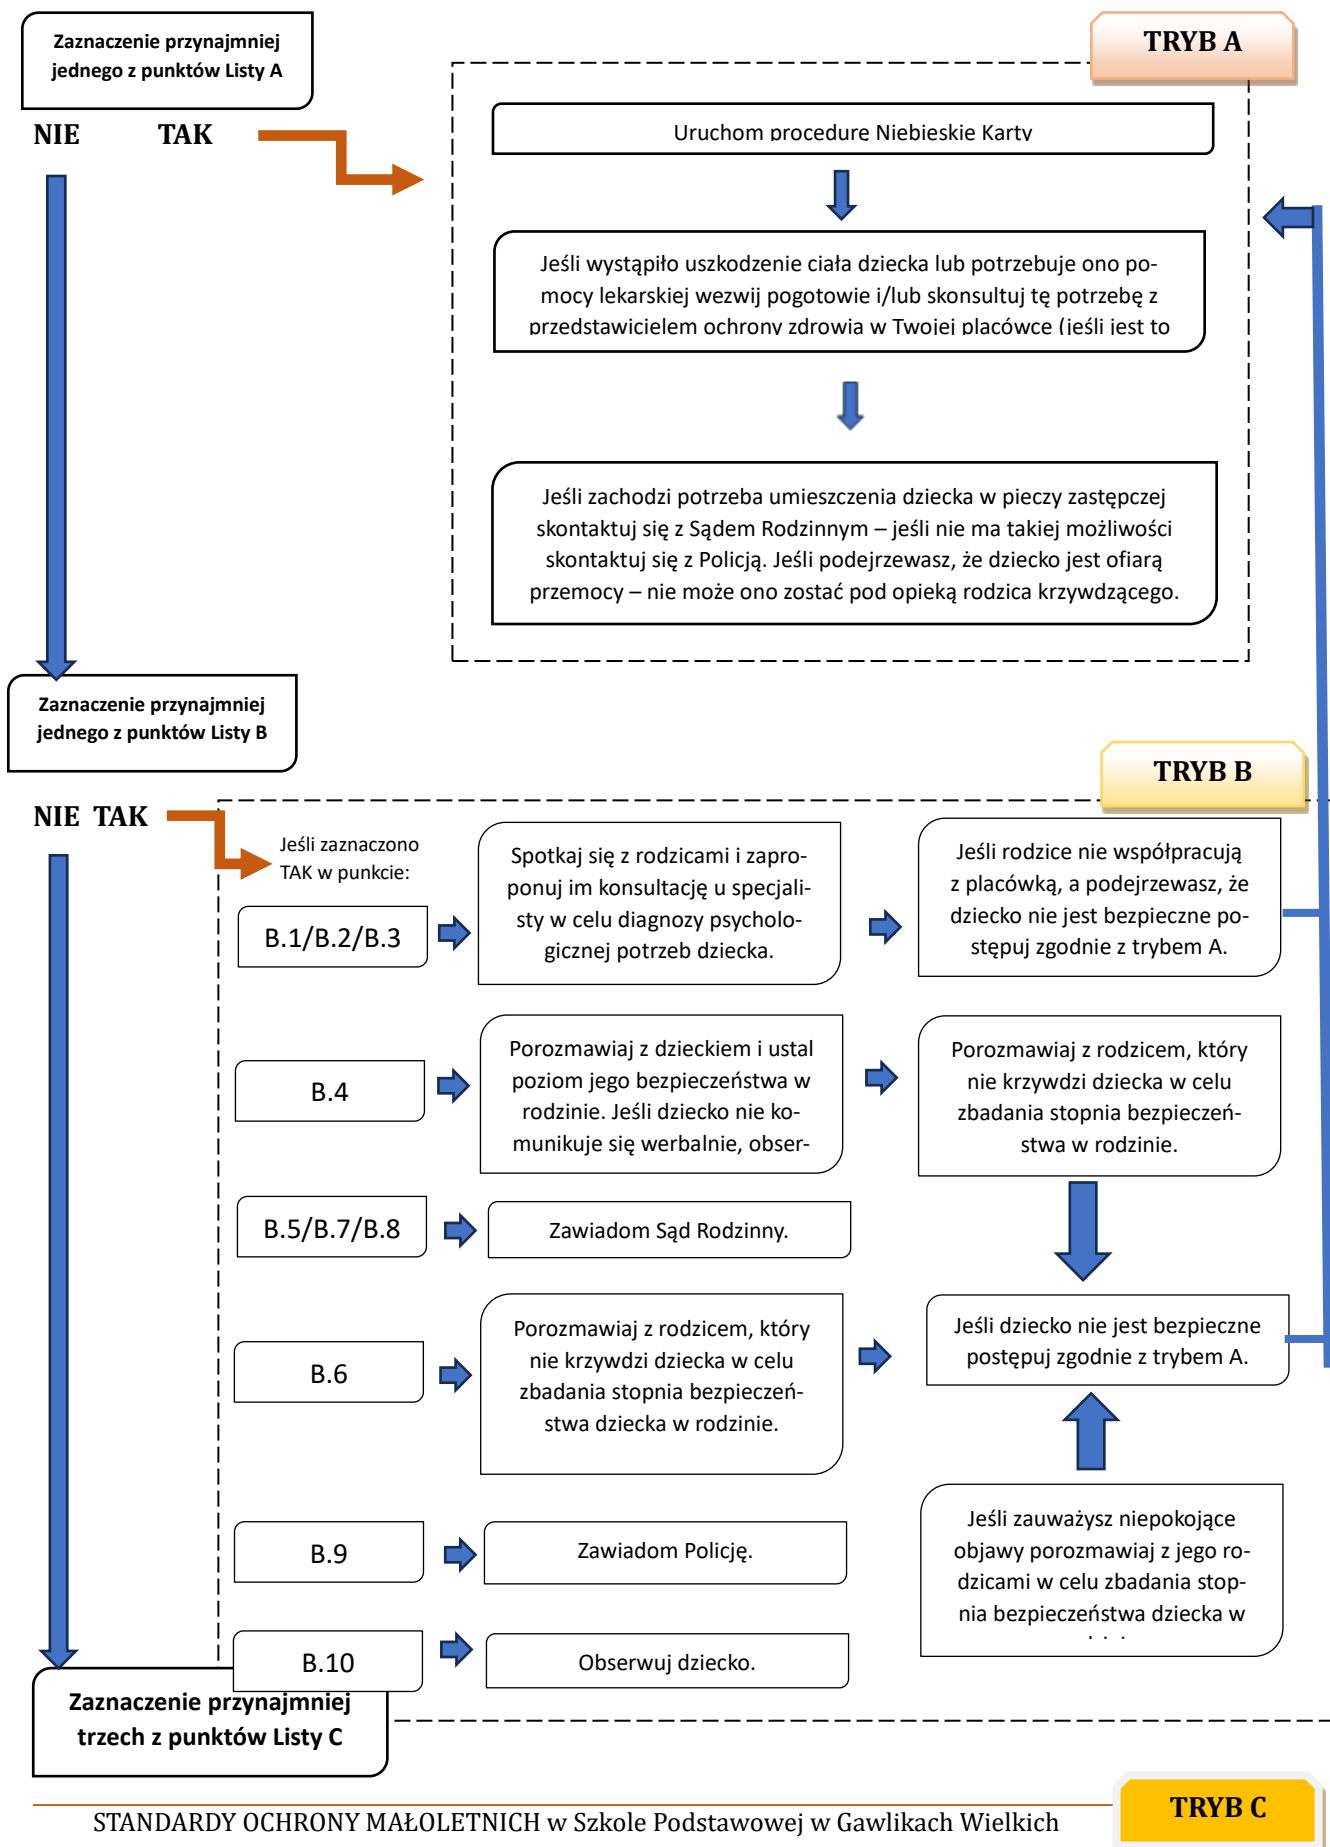 Zaznaczenie przynajmniej
jednego z punktów Listy A
NIE TAK
TRYB A
Uruchom procedurę Niebieskie Karty
Jeśli wystąpiło uszkodzenie ciała dziecka lub potrzebuje ono po-
mocy lekarskiej wezwij pogotowie i/lub skonsultuj tę potrzebę z
przedstawicielem ochrony zdrowia w Twojej placówce (jeśli jest to
Jeśli zachodzi potrzeba umieszczenia dziecka w pieczy zastępczej
skontaktuj się z Sądem Rodzinnym – jeśli nie ma takiej możliwości
skontaktuj się z Policją. Jeśli podejrzewasz, że dziecko jest ofiarą
przemocy – nie może ono zostać pod opieką rodzica krzywdzącego.
Zaznaczenie przynajmniej
jednego z punktów Listy B
TRYB B
NIE TAK
Jeśli zaznaczono
TAK w punkcie:
B.1/B.2/B.3
Spotkaj się z rodzicami i zapro-
ponuj im konsultację u specjali-
sty w celu diagnozy psycholo-
gicznej potrzeb dziecka.
Jeśli rodzice nie współpracują
z placówką, a podejrzewasz, że
dziecko nie jest bezpieczne po-
stępuj zgodnie z trybem A.
B.4
Porozmawiaj z dzieckiem i ustal
poziom jego bezpieczeństwa w
rodzinie. Jeśli dziecko nie ko-
munikuje się werbalnie, obser-
Porozmawiaj z rodzicem, który
nie krzywdzi dziecka w celu
zbadania stopnia bezpieczeń-
stwa w rodzinie.
B.5/B.7/B.8
Zawiadom Sąd Rodzinny.
B.6
Porozmawiaj z rodzicem, który
nie krzywdzi dziecka w celu
zbadania stopnia bezpieczeń-
stwa dziecka w rodzinie.
Jeśli dziecko nie jest bezpieczne
postępuj zgodnie z trybem A.
B.9
Zawiadom Policję.
Jeśli zauważysz niepokojące
objawy porozmawiaj z jego ro-
dzicami w celu zbadania stop-
nia bezpieczeństwa dziecka w
B.10
Obserwuj dziecko.
Zaznaczenie przynajmniej
trzech z punktów Listy C
TRYB C
STANDARDY OCHRONY MAŁOLETNICH w Szkole Podstawowej w Gawlikach Wielkich